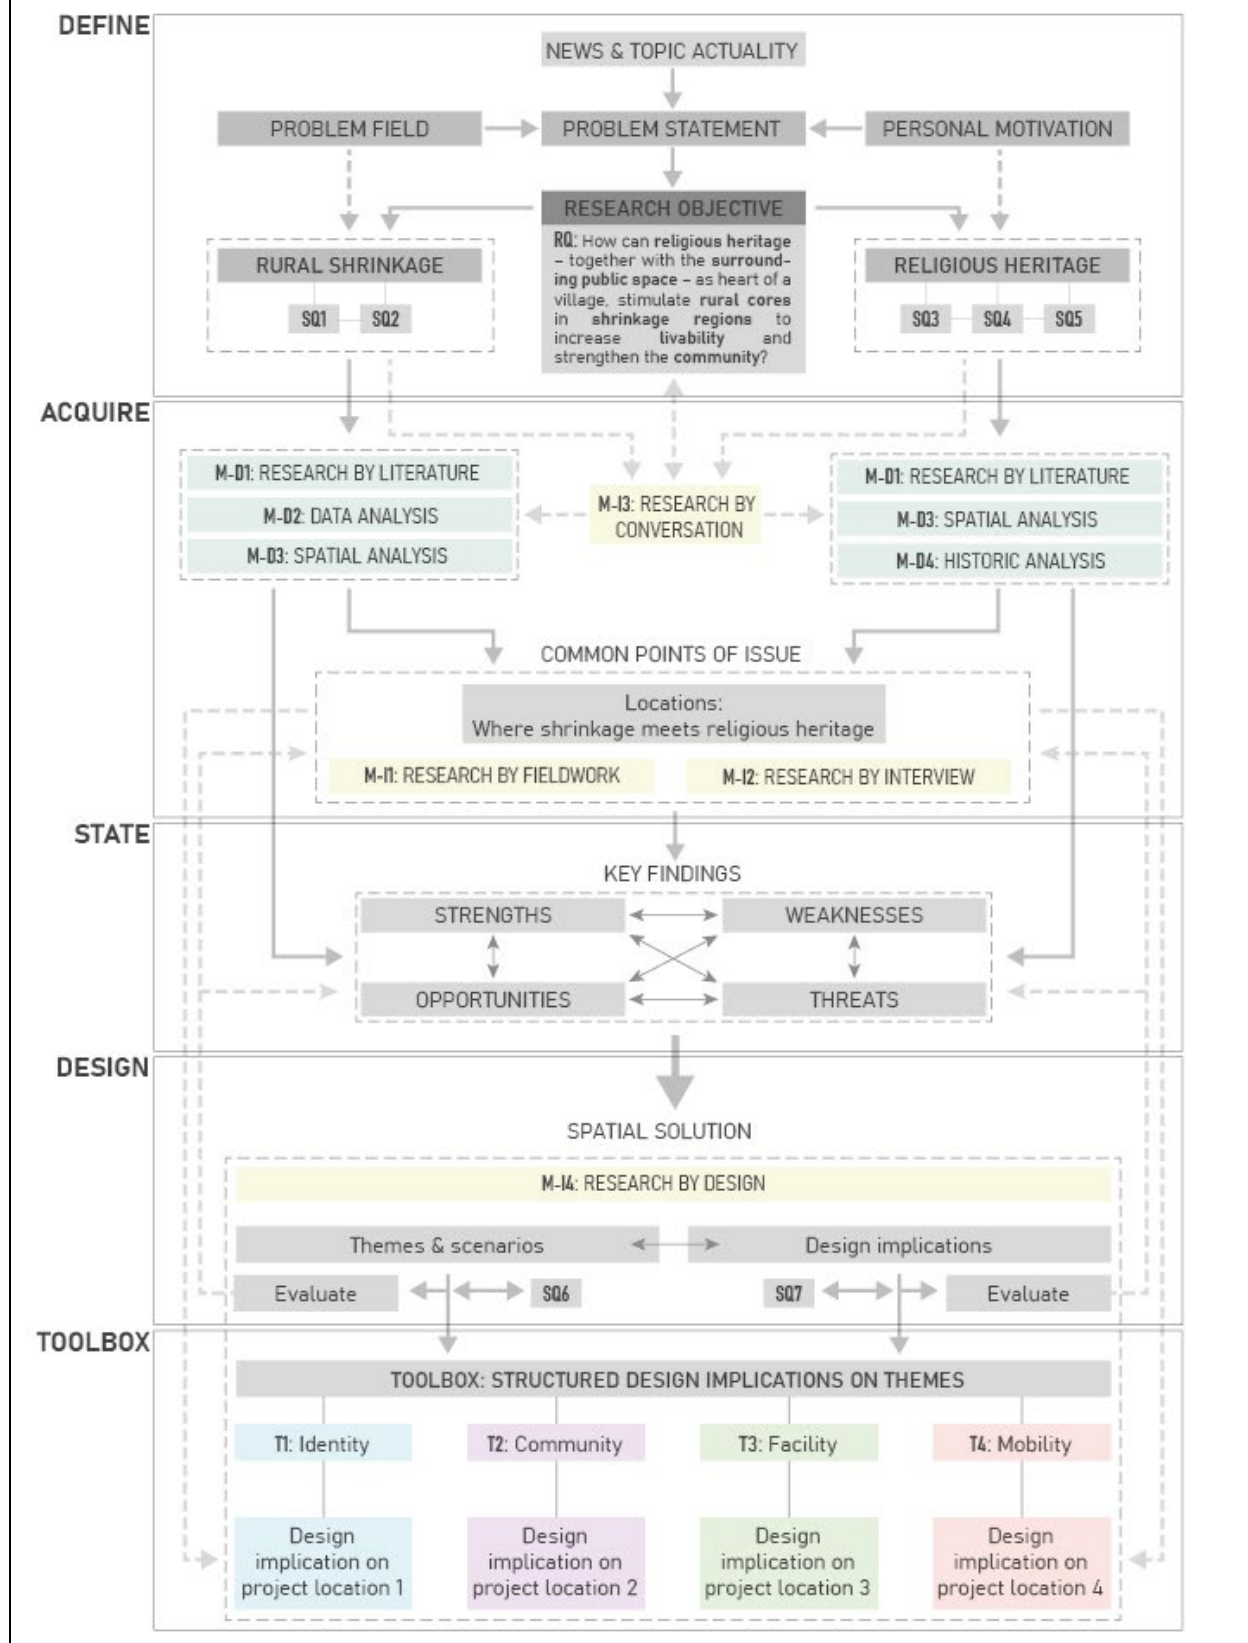 DEFINE
NEWS & TOPIC ACTUALITY
PROBLEM FIELD
PROBLEM STATEMENT
PERSONAL MOTIVATION
RESEARCH OBJECTIVE
RQ: How can religious heritage
– together with the surround-
ing public space – as heart of a
village, stimulate rural cores
in shrinkage regions to
increase livability and
strengthen the community?
RURAL SHRINKAGE
SQ1
SQ2
RELIGIOUS HERITAGE
SQ3
SQ4
SQ5
ACQUIRE
M-D1: RESEARCH BY LITERATURE
M-D2: DATA ANALYSIS
M-D3: SPATIAL ANALYSIS
M-I3: RESEARCH BY
CONVERSATION
M-D1: RESEARCH BY LITERATURE
M-D3: SPATIAL ANALYSIS
M-D4: HISTORIC ANALYSIS
COMMON POINTS OF ISSUE
Locations:
Where shrinkage meets religious heritage
M-I1: RESEARCH BY FIELDWORK
M-I2: RESEARCH BY INTERVIEW
STATE
KEY FINDINGS
STRENGTHS
WEAKNESSES
OPPORTUNITIES
THREATS
DESIGN
SPATIAL SOLUTION
M-I4: RESEARCH BY DESIGN
Themes & scenarios
Design implications
Evaluate
SQ6
SQ7
Evaluate
TOOLBOX
TOOLBOX: STRUCTURED DESIGN IMPLICATIONS ON THEMES
T1: Identity
T2: Community
T3: Facility
T4: Mobility
Design
implication on
project location 1
Design
implication on
project location 2
Design
implication on
project location 3
Design
implication on
project location 4